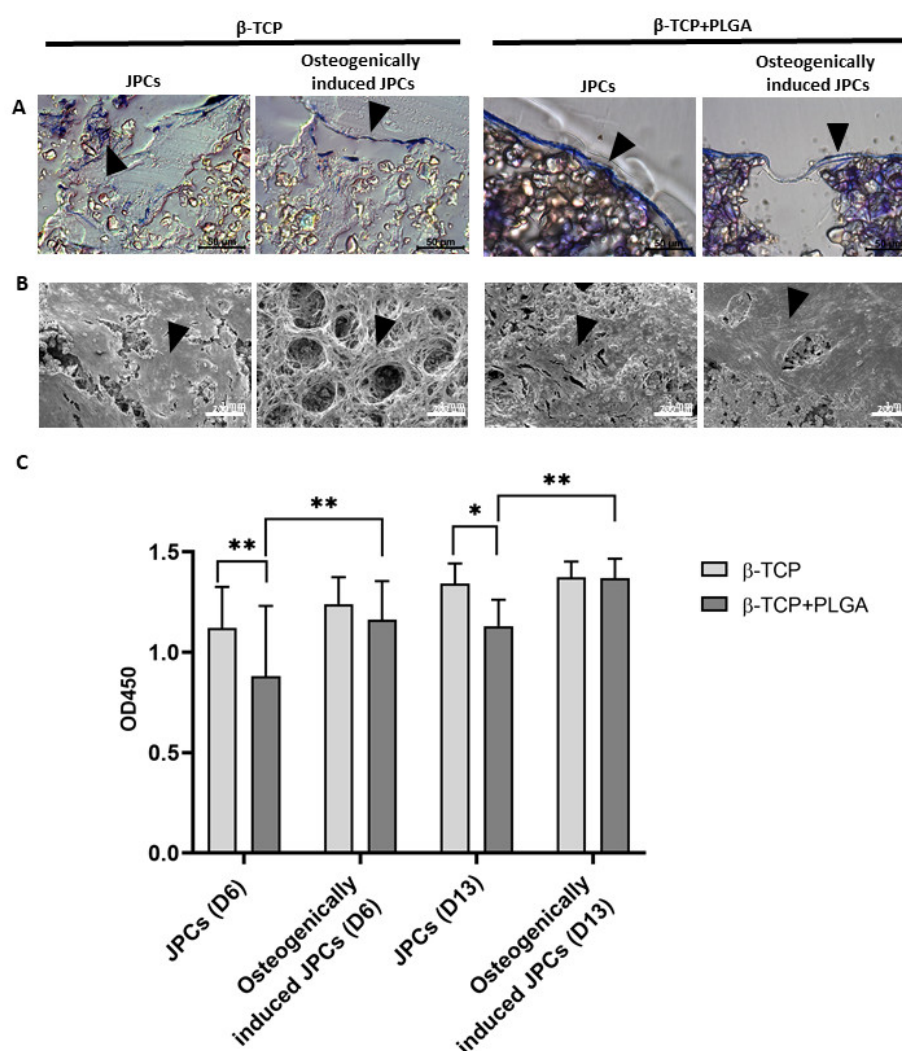 β-TCP
β-TCP+PLGA
JPCs
Osteogenically
induced JPCs
JPCs
Osteogenically
induced JPCs
A
50 µm
50 µm
50 µm
50 µm
B
C
** ** * **
OD450
1.5
1.0
0.5
0.0
β-TCP
β-TCP+PLGA
JPCs (D6)
Osteogenically
induced JPCs (D6)
JPCs (D13)
Osteogenically
induced JPCs (D13)